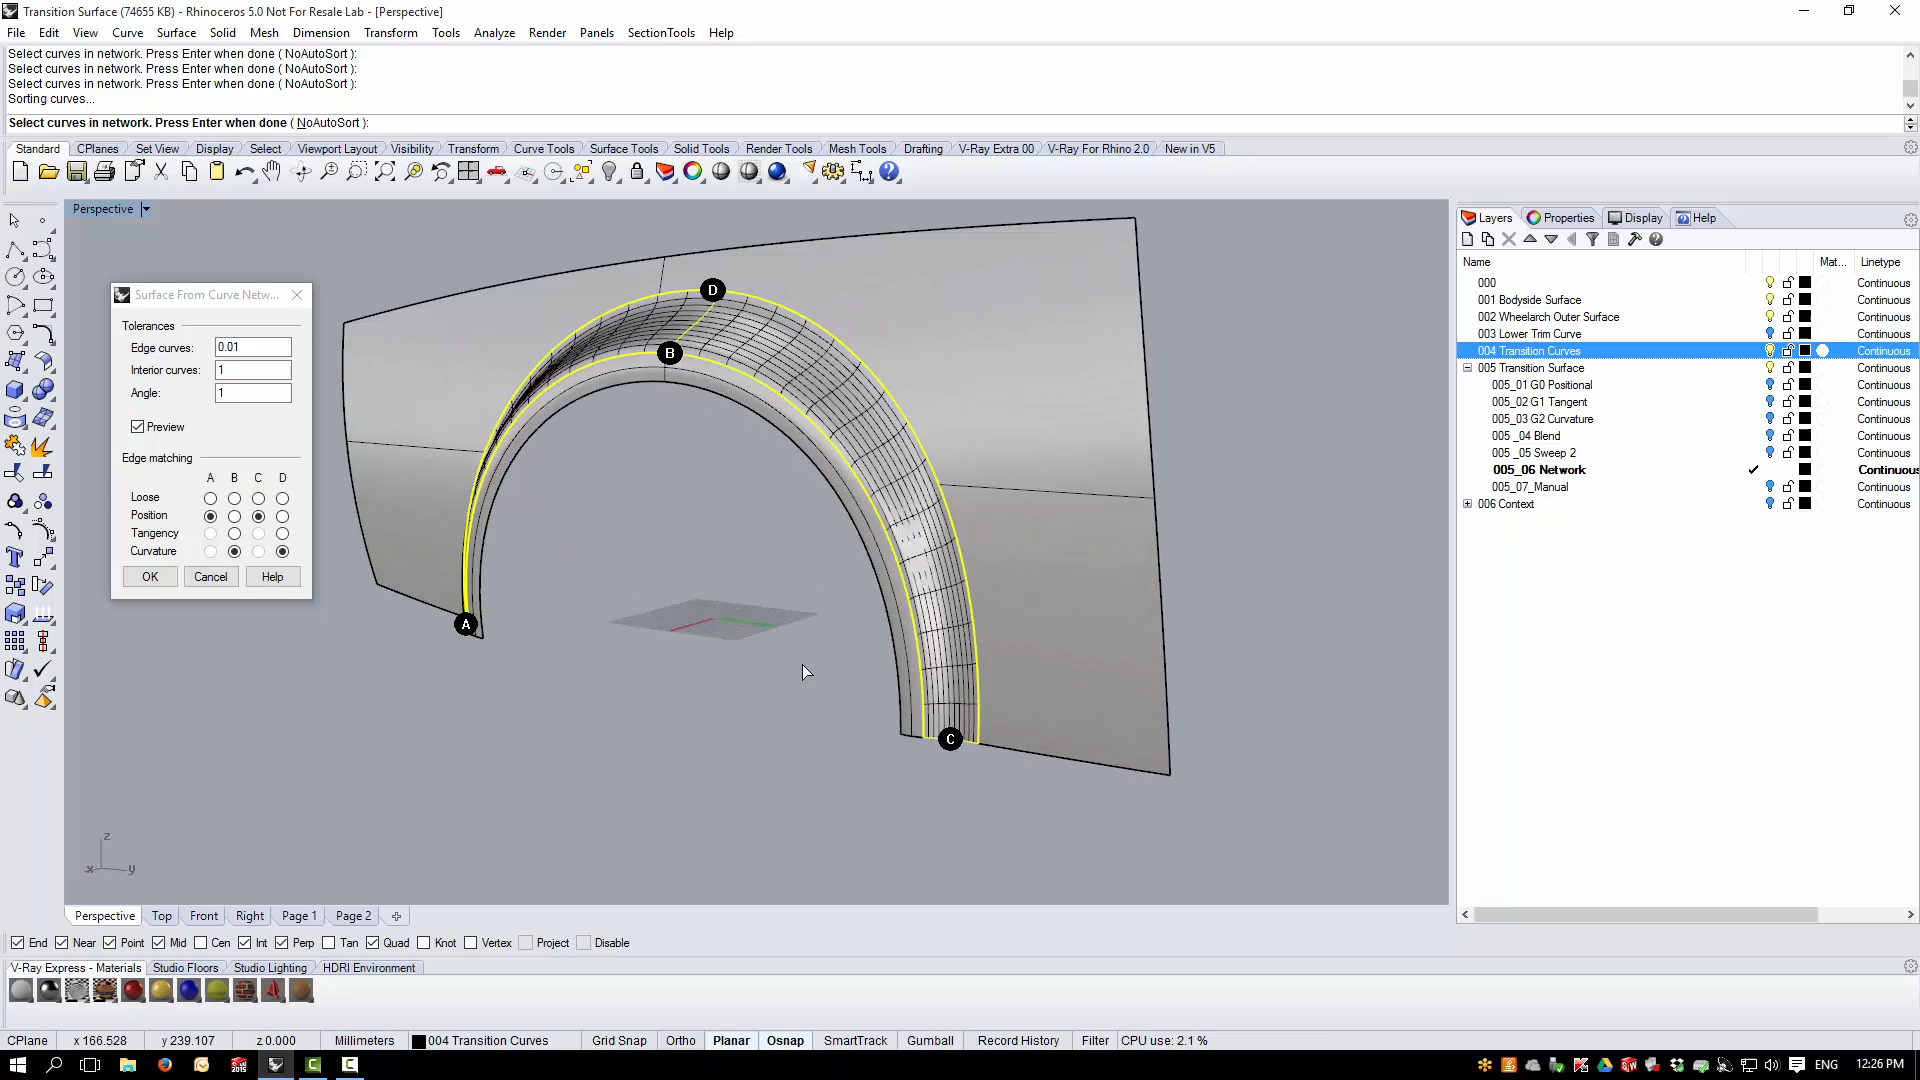 Transition Surface (74655 KB) - Rhinoceros 5.0 Not For Resale Lab - [Perspective]
File Edit View Curve Surface Solid Mesh Dimension Transform Tools Analyze Render Panels SectionTools Help
Select curves in network. Press Enter when done ( NoAutoSort ):
Select curves in network. Press Enter when done ( NoAutoSort ):
Select curves in network. Press Enter when done ( NoAutoSort ):
Sorting curves...
Select curves in network. Press Enter when done ( NoAutoSort ):
Standard CPlanes Set View Display Select Viewport Layout Visibility Transform Curve Tools Surface Tools Solid Tools Render Tools Mesh Tools Drafting V-Ray Extra 00 V-Ray For Rhino 2.0 New in V5
Perspective
Surface From Curve Netw...
Tolerances
Edge curves: 0.01
Interior curves: 1
Angle: 1
Preview
Edge matching
A B C D
Loose
Position
Tangency
Curvature
OK Cancel Help
D
B
A
C
z
x y
Layers Properties Display Help
Name Mat... Linetype
000 Continuous
001 Bodyside Surface Continuous
002 Wheelarch Outer Surface Continuous
003 Lower Trim Curve Continuous
004 Transition Curves Continuous
005 Transition Surface Continuous
005_01 G0 Positional Continuous
005_02 G1 Tangent Continuous
005_03 G2 Curvature Continuous
005 _04 Blend Continuous
005 _05 Sweep 2 Continuous
005_06 Network Continuous
005_07_Manual Continuous
006 Context Continuous
Perspective Top Front Right Page 1 Page 2
End Near Point Mid Cen Int Perp Tan Quad Knot Vertex Project Disable
V-Ray Express - Materials Studio Floors Studio Lighting HDRI Environment
CPlane x 166.528 y 239.107 z 0.000 Millimeters 004 Transition Curves Grid Snap Ortho Planar Osnap SmartTrack Gumball Record History Filter CPU use: 2.1 %
ENG 12:26 PM